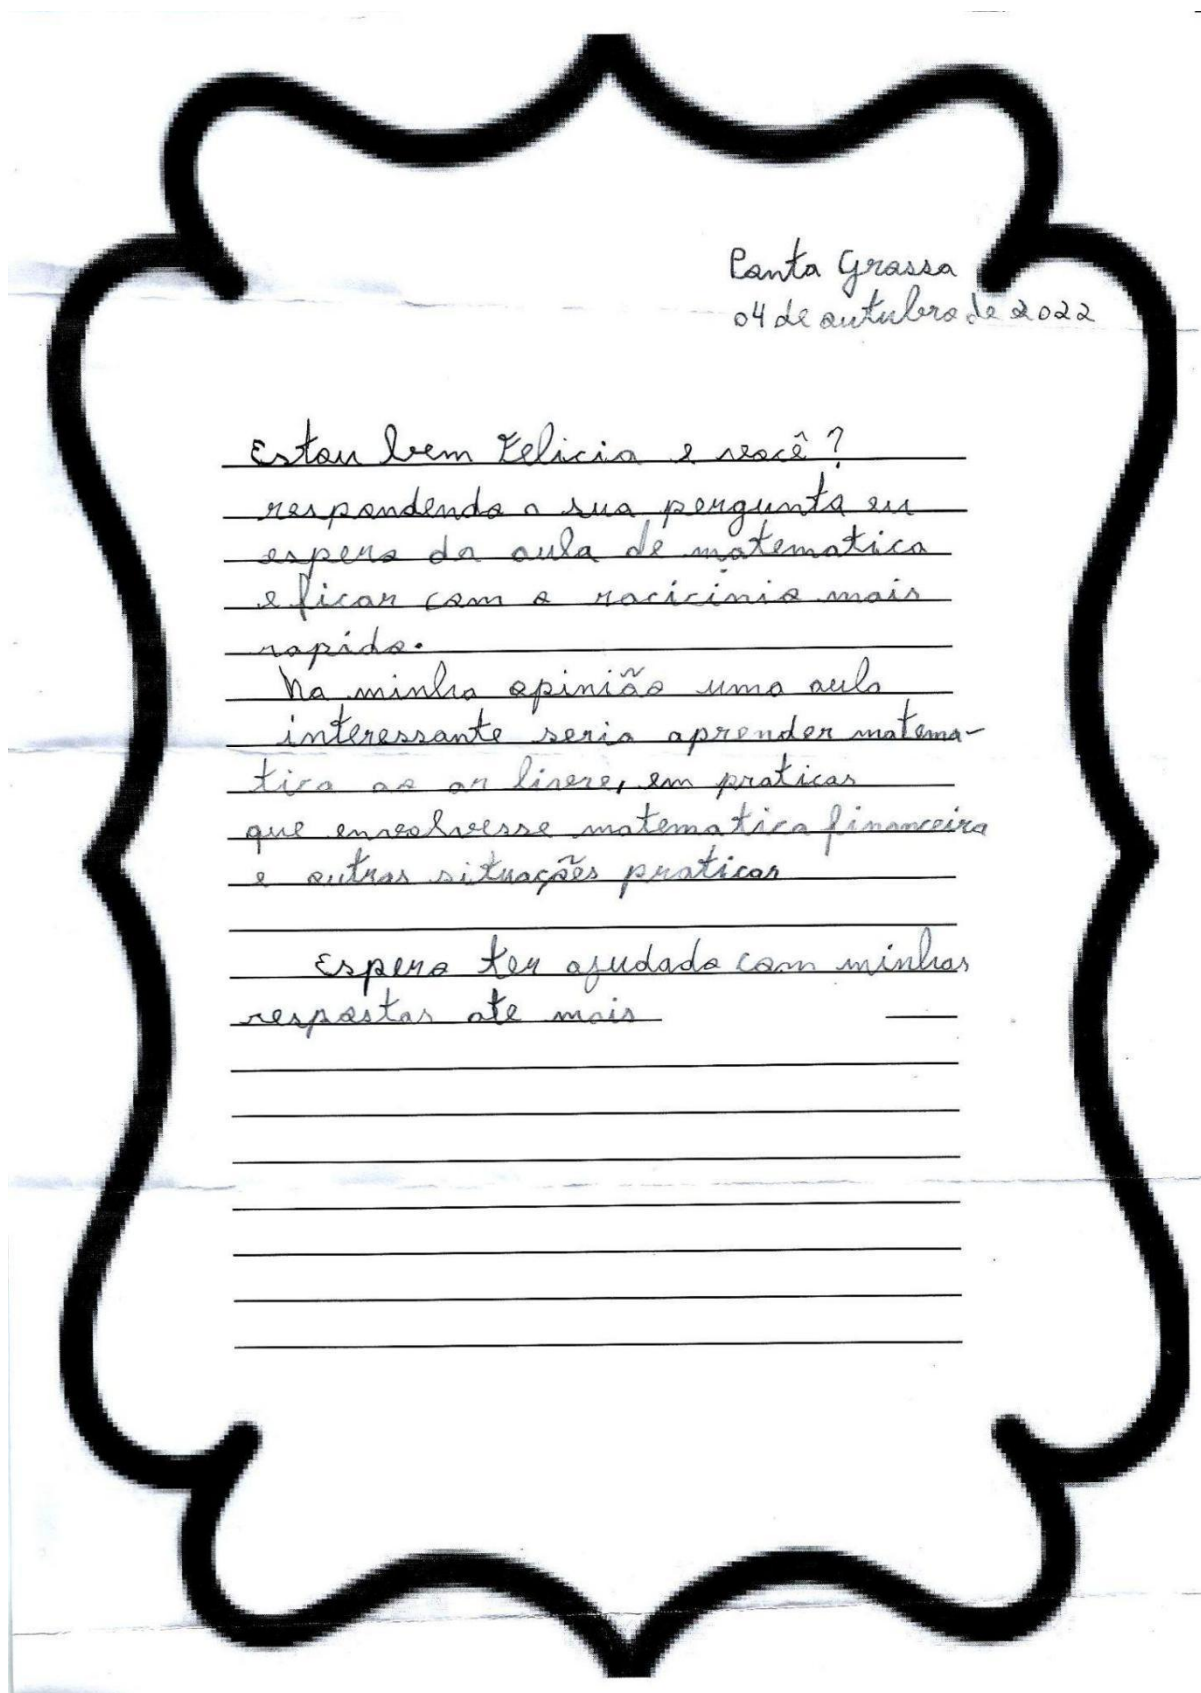 Ponta Grossa
04 de outubro de 2022
Estou bem Felicia e você?
respondendo a sua pergunta eu
espero da aula de matematica
e ficar com o racicinio mais
rapido.
Na minha opinião uma aula
interessante seria aprender matema-
tica ao ar livre, em praticas
que envolvesse matematica financeira
e outras situações praticas
Espero ter ajudado com minhas
respostas ate mais